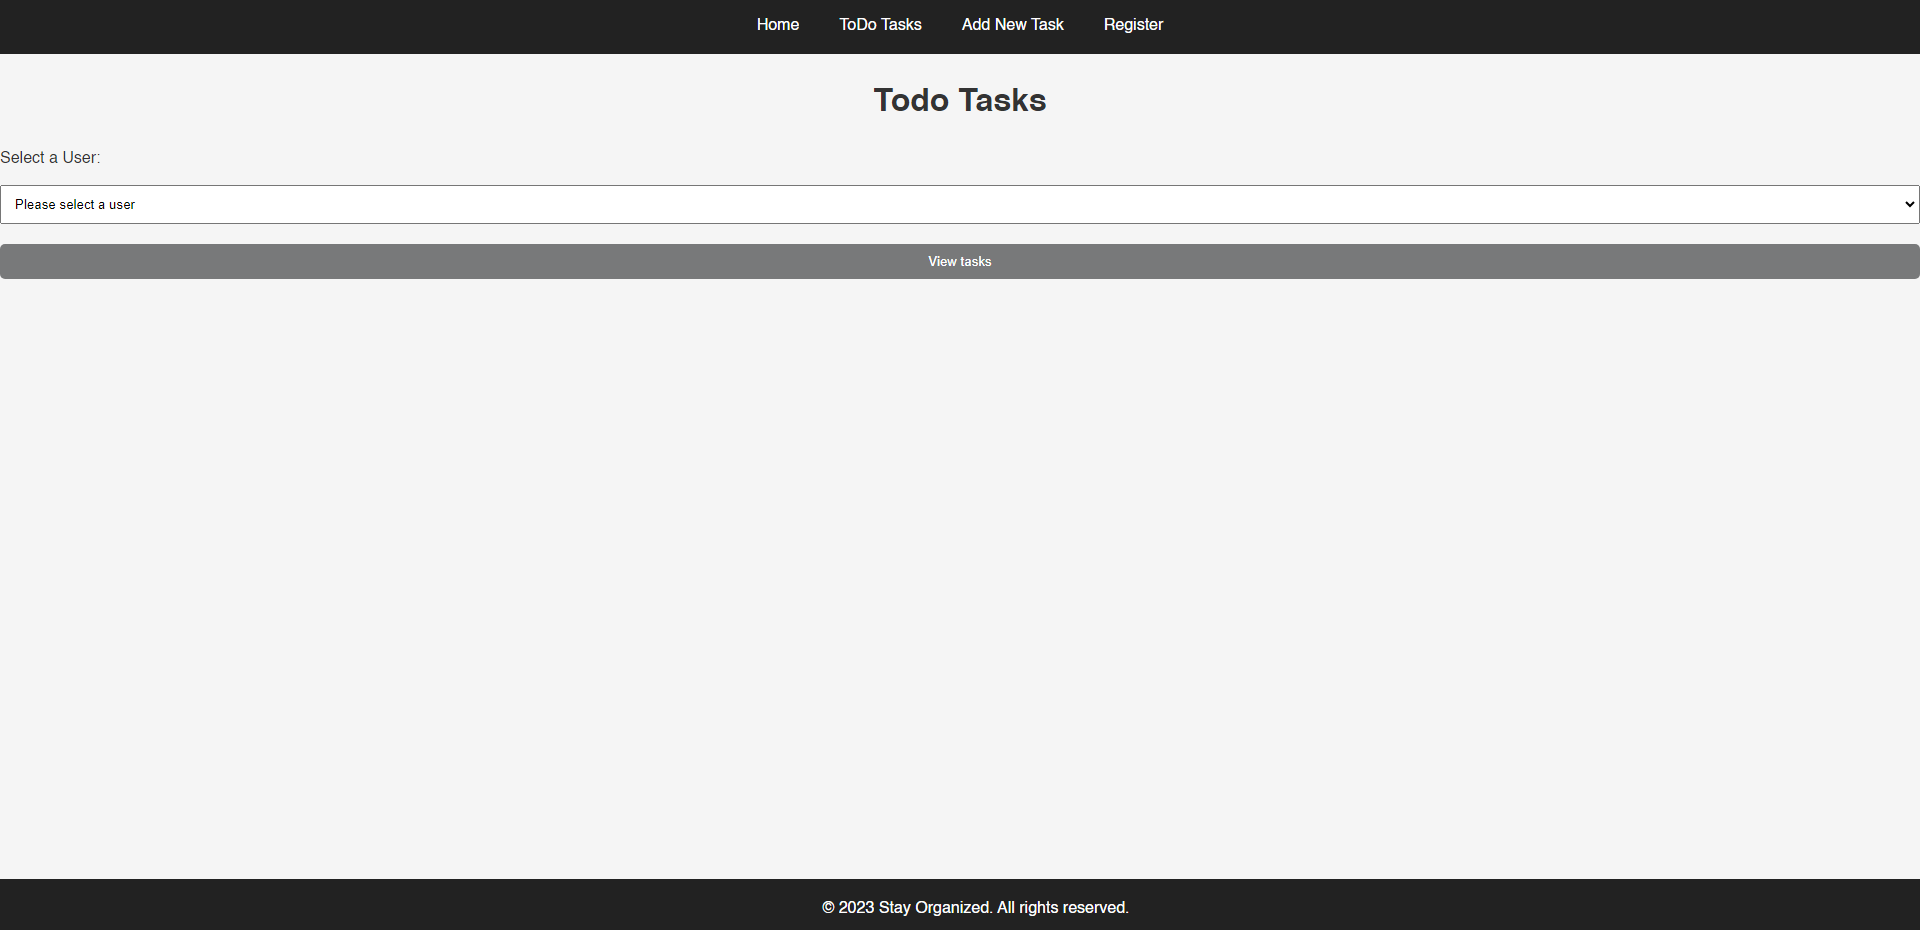 Home ToDo Tasks Add New Task Register
Todo Tasks
Select a User:
Please select a user
View tasks
© 2023 Stay Organized. All rights reserved.